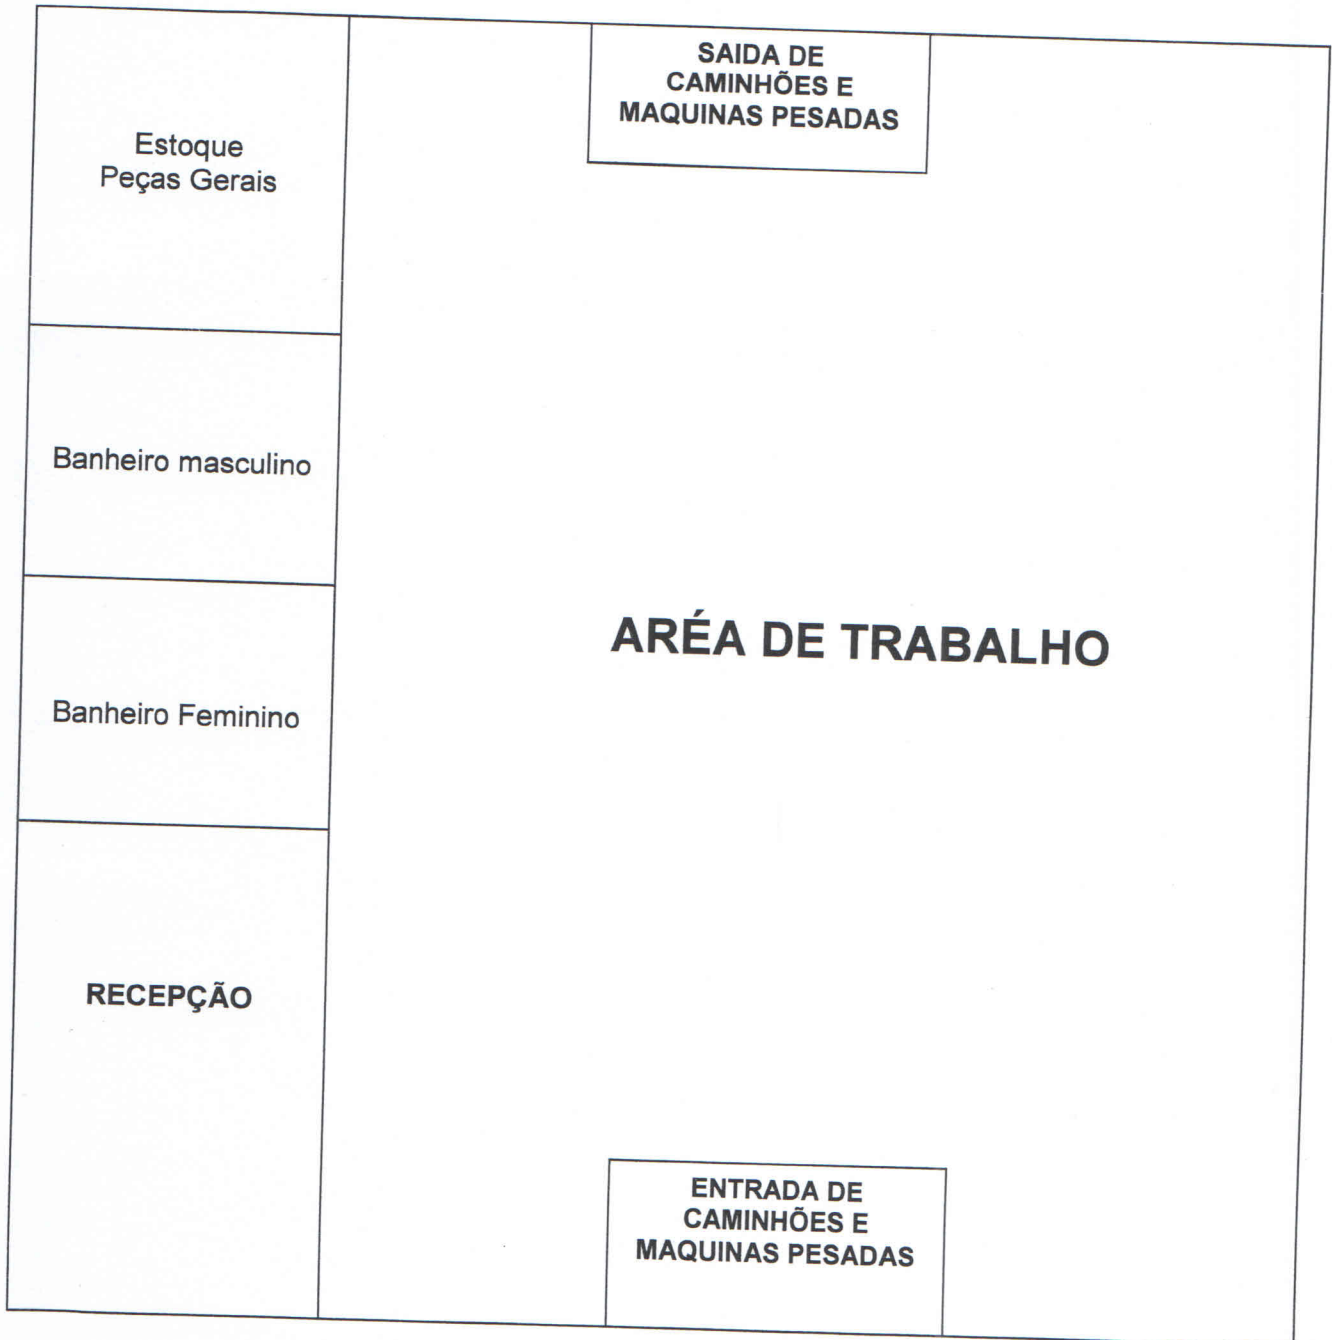 SAIDA DE
CAMINHÕES E
MAQUINAS PESADAS
Estoque
Peças Gerais
Banheiro masculino
ARÉA DE TRABALHO
Banheiro Feminino
RECEPÇÃO
ENTRADA DE
CAMINHÕES E
MAQUINAS PESADAS